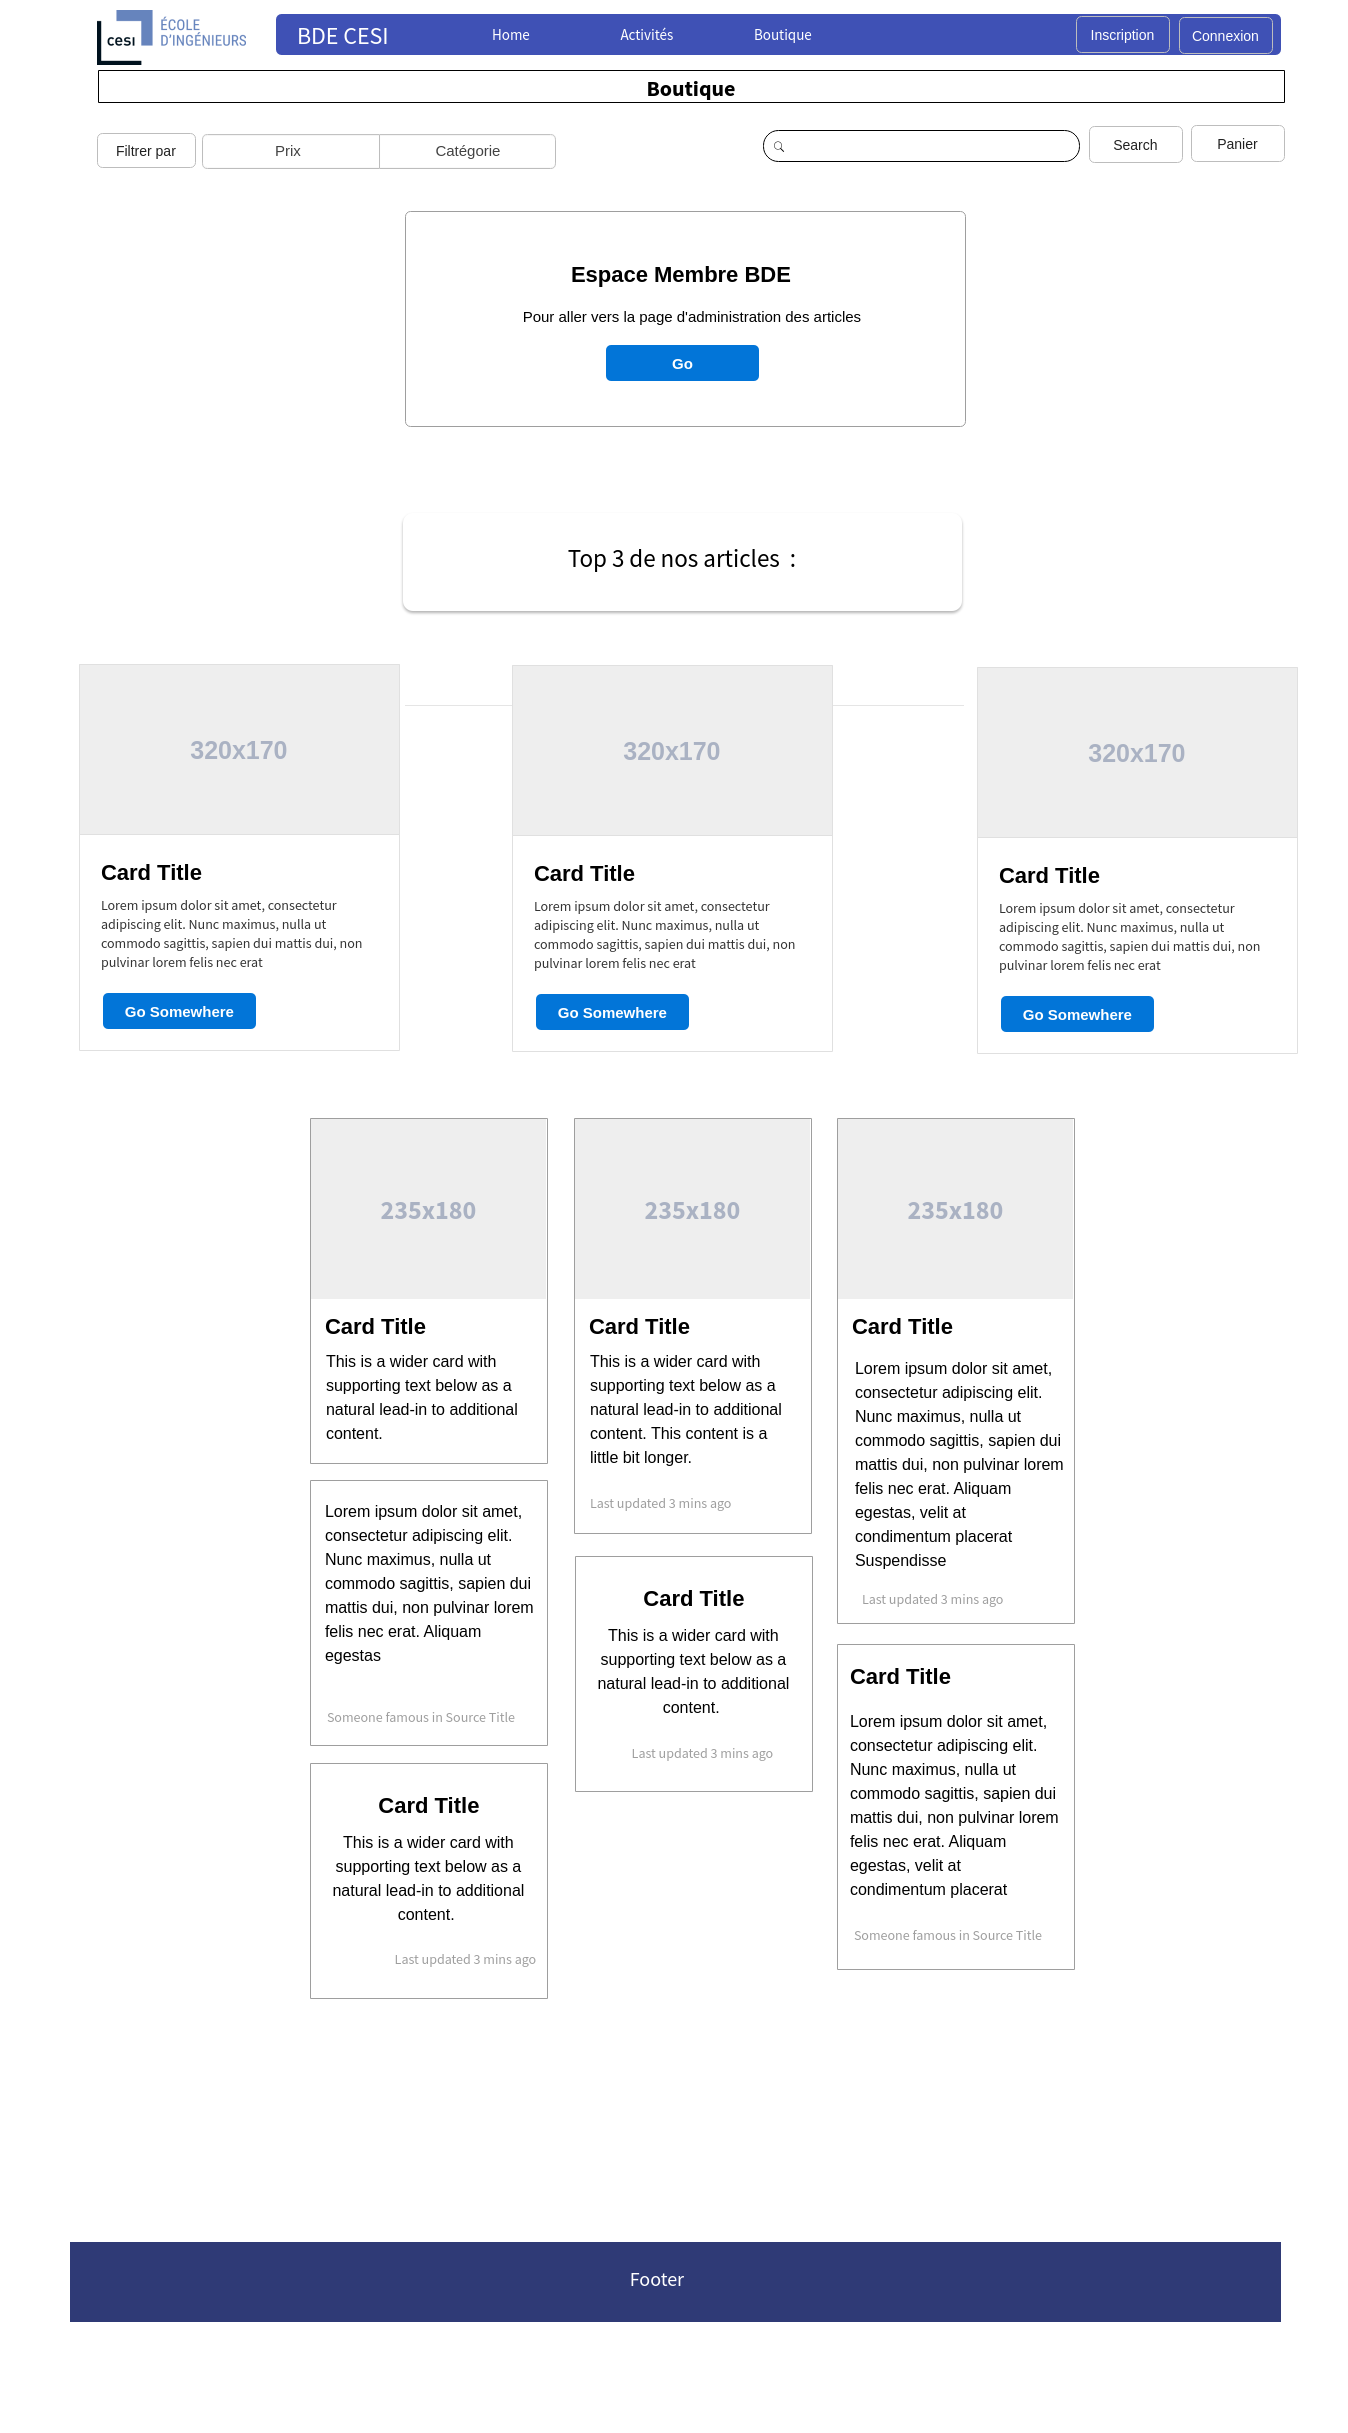 cesi
ÉCOLE
D'INGÉNIEURS
BDE CESI
Home
Activités
Boutique
Inscription
Connexion
Boutique
Filtrer par
Prix
Catégorie
Search
Panier
Espace Membre BDE
Pour aller vers la page d'administration des articles
Go
Top 3 de nos articles :
320x170
Card Title
Lorem ipsum dolor sit amet, consectetur
adipiscing elit. Nunc maximus, nulla ut
commodo sagittis, sapien dui mattis dui, non
pulvinar lorem felis nec erat
Go Somewhere
320x170
Card Title
Lorem ipsum dolor sit amet, consectetur
adipiscing elit. Nunc maximus, nulla ut
commodo sagittis, sapien dui mattis dui, non
pulvinar lorem felis nec erat
Go Somewhere
320x170
Card Title
Lorem ipsum dolor sit amet, consectetur
adipiscing elit. Nunc maximus, nulla ut
commodo sagittis, sapien dui mattis dui, non
pulvinar lorem felis nec erat
Go Somewhere
235x180
Card Title
This is a wider card with
supporting text below as a
natural lead-in to additional
content.
Lorem ipsum dolor sit amet,
consectetur adipiscing elit.
Nunc maximus, nulla ut
commodo sagittis, sapien dui
mattis dui, non pulvinar lorem
felis nec erat. Aliquam
egestas
Someone famous in Source Title
Card Title
This is a wider card with
supporting text below as a
natural lead-in to additional
content.
Last updated 3 mins ago
235x180
Card Title
This is a wider card with
supporting text below as a
natural lead-in to additional
content. This content is a
little bit longer.
Last updated 3 mins ago
Card Title
This is a wider card with
supporting text below as a
natural lead-in to additional
content.
Last updated 3 mins ago
235x180
Card Title
Lorem ipsum dolor sit amet,
consectetur adipiscing elit.
Nunc maximus, nulla ut
commodo sagittis, sapien dui
mattis dui, non pulvinar lorem
felis nec erat. Aliquam
egestas, velit at
condimentum placerat
Suspendisse
Last updated 3 mins ago
Card Title
Lorem ipsum dolor sit amet,
consectetur adipiscing elit.
Nunc maximus, nulla ut
commodo sagittis, sapien dui
mattis dui, non pulvinar lorem
felis nec erat. Aliquam
egestas, velit at
condimentum placerat
Someone famous in Source Title
Footer